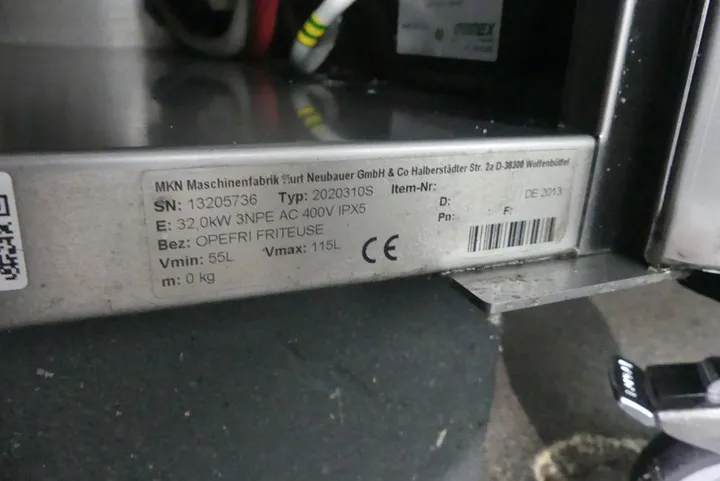 MKN Maschinenfabrik Kurt Neubauer GmbH & Co Halberstädter Str. 2a D-38300 Wolfenbüttel
SN: 13205736 Typ: 2020310S Item-Nr:
E: 32,0kW 3NPE AC 400V IPX5 D: DE 2013
Bez: OPEFRI FRITEUSE Pn: F:
Vmin: 55L Vmax: 115L CE
m: 0 kg